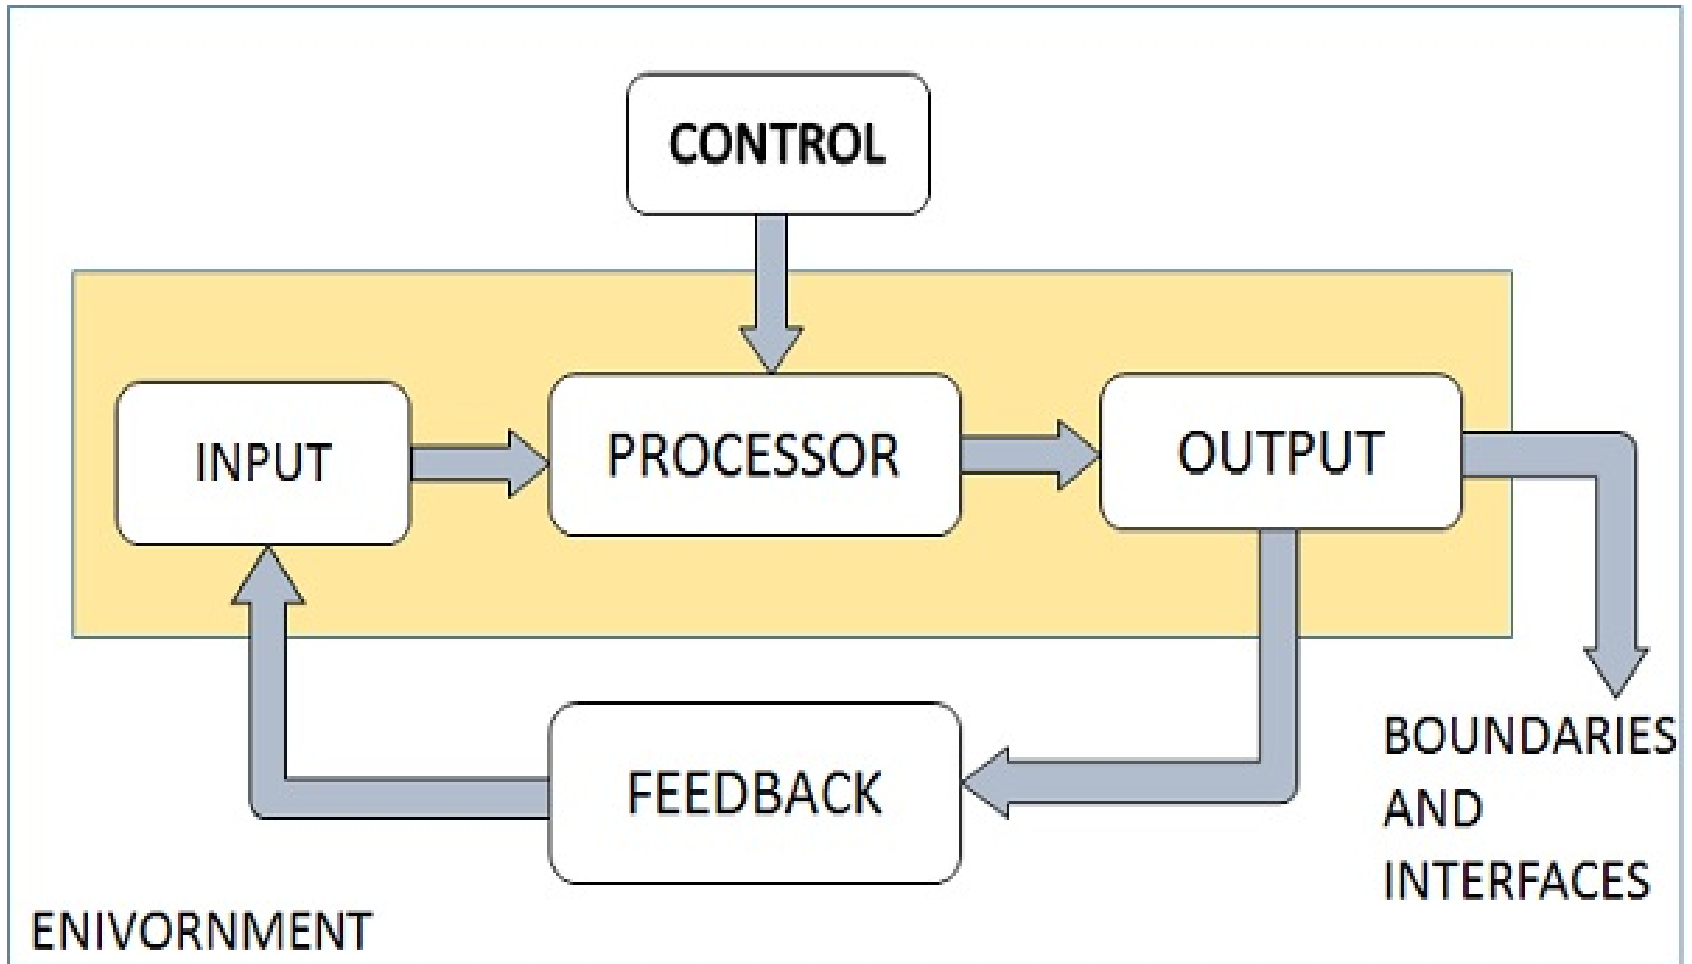 CONTROL
INPUT
PROCESSOR
OUTPUT
FEEDBACK
BOUNDARIES
AND
INTERFACES
ENIVORNMENT